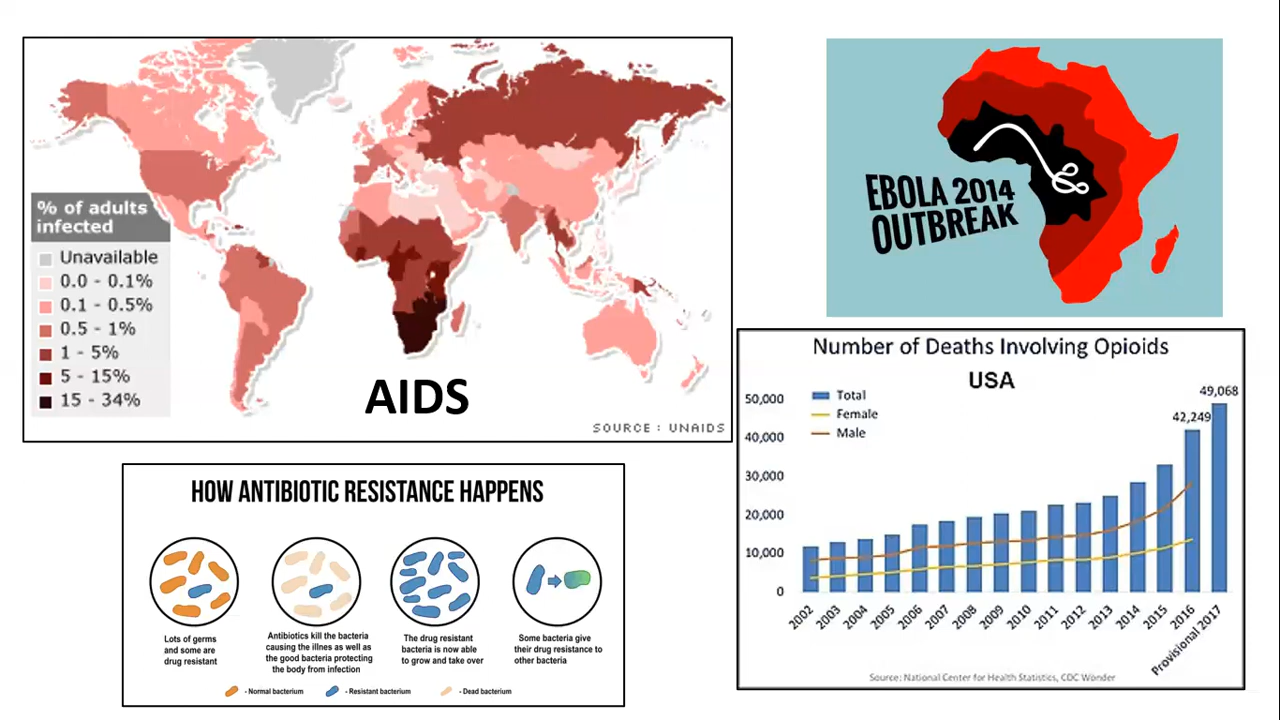 % of adults
infected
Unavailable
0.0 - 0.1%
0.1 - 0.5%
0.5 - 1%
1 - 5%
5 - 15%
15 - 34%
AIDS
SOURCE : UNAIDS
EBOLA 2014
OUTBREAK
Number of Deaths Involving Opioids
USA
Total
Female
Male
50,000
40,000
30,000
20,000
10,000
0
42,249
49,068
2002
2003
2004
2005
2006
2007
2008
2009
2010
2011
2012
2013
2014
2015
2016
Provisional 2017
Source: National Center for Health Statistics, CDC Wonder
HOW ANTIBIOTIC RESISTANCE HAPPENS
Lots of germs
and some are
drug resistant
Antibiotics kill the bacteria
causing the illnes as well as
the good bacteria protecting
the body from infection
The drug resistant
bacteria is now able
to grow and take over
Some bacteria give
their drug resistance to
other bacteria
- Normal bacterium
- Resistant bacterium
- Dead bacterium